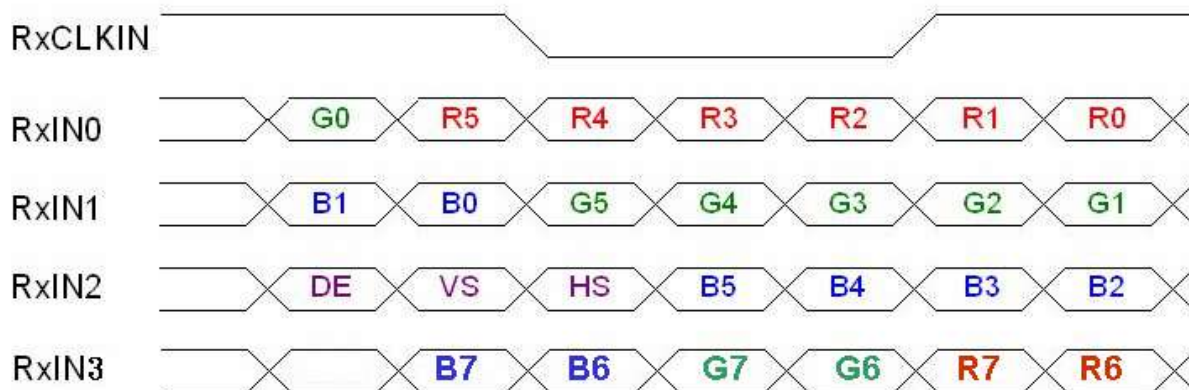 RxCLKIN
RxIN0 G0 R5 R4 R3 R2 R1 R0
RxIN1 B1 B0 G5 G4 G3 G2 G1
RxIN2 DE VS HS B5 B4 B3 B2
RxIN3 B7 B6 G7 G6 R7 R6